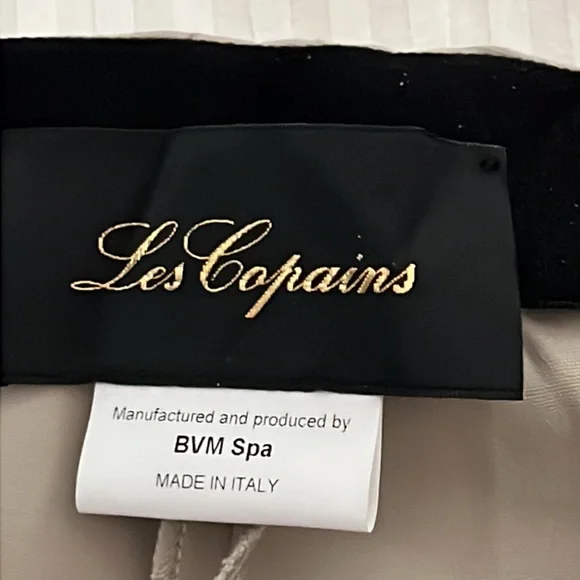 Les Copains
Manufactured and produced by
BVM Spa
MADE IN ITALY